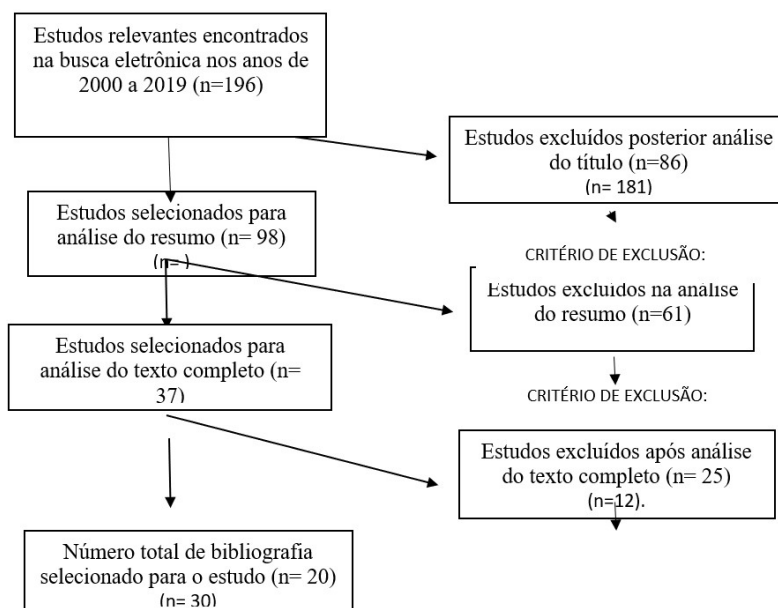 Estudos relevantes encontrados
na busca eletrônica nos anos de
2000 a 2019 (n=196)
Estudos excluídos posterior análise
do título (n=86)
(n= 181)
Estudos selecionados para
análise do resumo (n= 98)
(n= )
CRITÉRIO DE EXCLUSÃO:
Estudos excluídos na análise
do resumo (n=61)
Estudos selecionados para
análise do texto completo (n=
37)
CRITÉRIO DE EXCLUSÃO:
Estudos excluídos após análise
do texto completo (n= 25)
(n=12).
Número total de bibliografia
selecionado para o estudo (n= 20)
(n= 30)